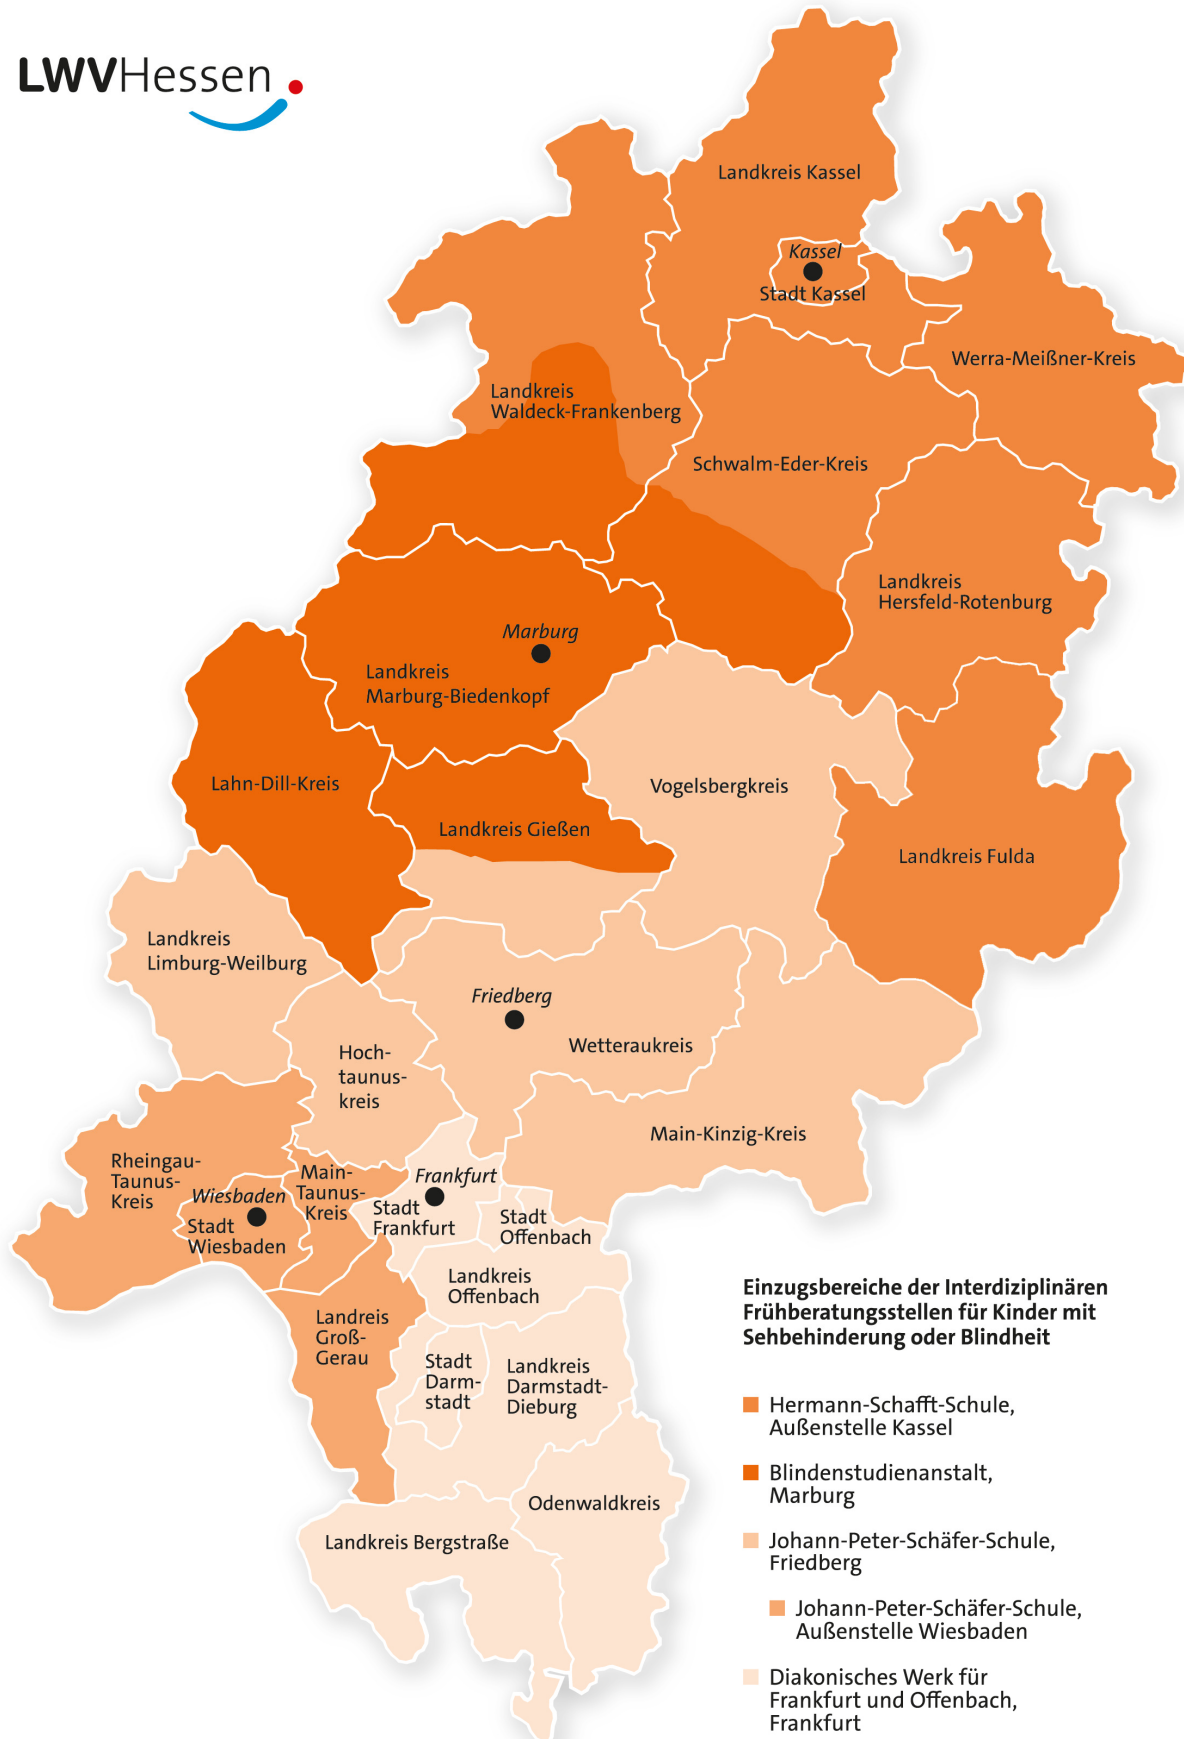 LWVHessen
Landkreis Kassel
Kassel
Stadt Kassel
Werra-Meißner-Kreis
Landkreis
Waldeck-Frankenberg
Schwalm-Eder-Kreis
Landkreis
Hersfeld-Rotenburg
Marburg
Landkreis
Marburg-Biedenkopf
Lahn-Dill-Kreis
Vogelsbergkreis
Landkreis Gießen
Landkreis Fulda
Landkreis
Limburg-Weilburg
Friedberg
Wetteraukreis
Hoch-
taunus-
kreis
Main-Kinzig-Kreis
Rheingau-
Taunus-
Kreis
Wiesbaden
Stadt
Wiesbaden
Main-
Taunus-
Kreis
Frankfurt
Stadt
Frankfurt
Stadt
Offenbach
Landkreis
Offenbach
Landreis
Groß-
Gerau
Stadt
Darm-
stadt
Landkreis
Darmstadt-
Dieburg
Odenwaldkreis
Landkreis Bergstraße
Einzugsbereiche der Interdiziplinären
Frühberatungsstellen für Kinder mit
Sehbehinderung oder Blindheit
Hermann-Schafft-Schule,
Außenstelle Kassel
Blindenstudienanstalt,
Marburg
Johann-Peter-Schäfer-Schule,
Friedberg
Johann-Peter-Schäfer-Schule,
Außenstelle Wiesbaden
Diakonisches Werk für
Frankfurt und Offenbach,
Frankfurt